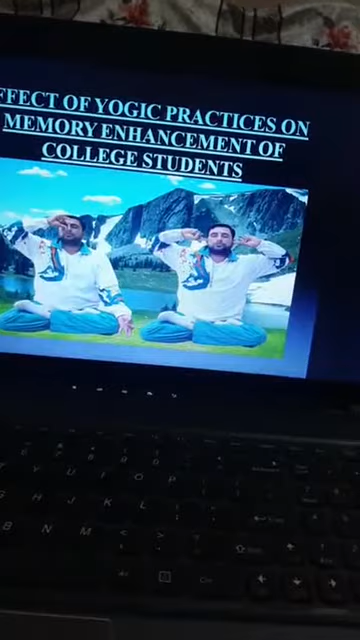 FFECT OF YOGIC PRACTICES ON
MEMORY ENHANCEMENT OF
COLLEGE STUDENTS
Y U I O P
G H J K L
B N M < >